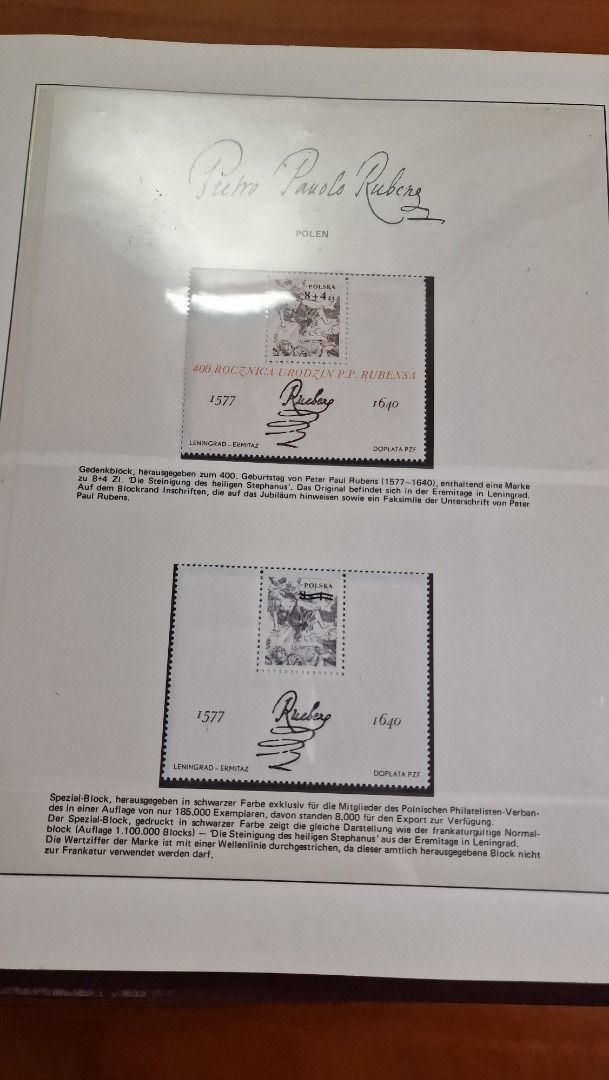 Pietro Pauolo Rubens
POLEN
POLSKA
8+4 ZŁ
400 ROCZNICA URODZIN P.P. RUBENSA
1577
1640
LENINGRAD – ERMITAŻ
DOPŁATA PZF
Gedenkblock, herausgegeben zum 400. Geburtstag von Peter Paul Rubens (1577—1640), enthaltend eine Marke
zu 8+4 Zl. 'Die Steinigung des heiligen Stephanus'. Das Original befindet sich in der Eremitage in Leningrad.
Auf dem Blockrand Inschriften, die auf das Jubiläum hinweisen sowie ein Faksimile der Unterschrift von Peter
Paul Rubens.
POLSKA
1577
1640
LENINGRAD – ERMITAŻ
DOPŁATA PZF
Spezial-Block, herausgegeben in schwarzer Farbe exklusiv für die Mitglieder des Polnischen Philatelisten-Verban-
des in einer Auflage von nur 185.000 Exemplaren, davon standen 8.000 für den Export zur Verfügung.
Der Spezial-Block, gedruckt in schwarzer Farbe zeigt die gleiche Darstellung wie der frankaturgültige Normal-
block (Auflage 1.100.000 Blocks) — 'Die Steinigung des heiligen Stephanus' aus der Eremitage in Leningrad.
Die Wertziffer der Marke ist mit einer Wellenlinie durchgestrichen, da dieser amtlich herausgegebene Block nicht
zur Frankatur verwendet werden darf.